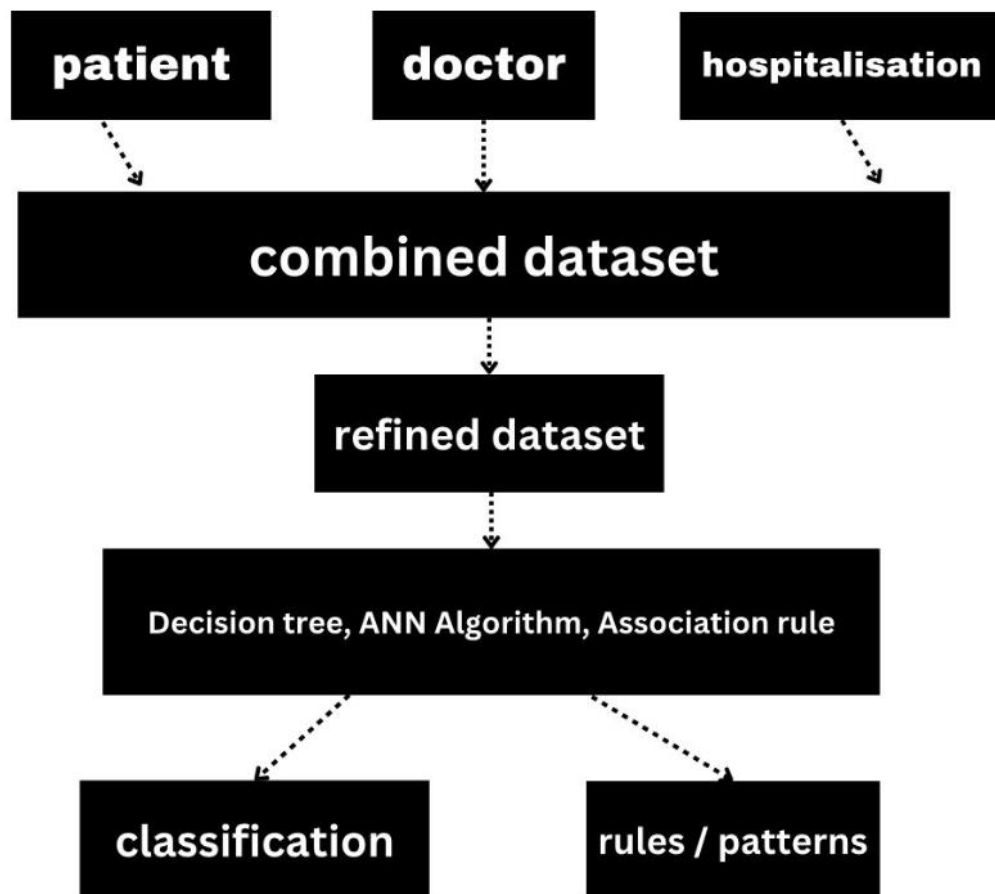 patient
doctor
hospitalisation
combined dataset
refined dataset
Decision tree, ANN Algorithm, Association rule
classification
rules / patterns